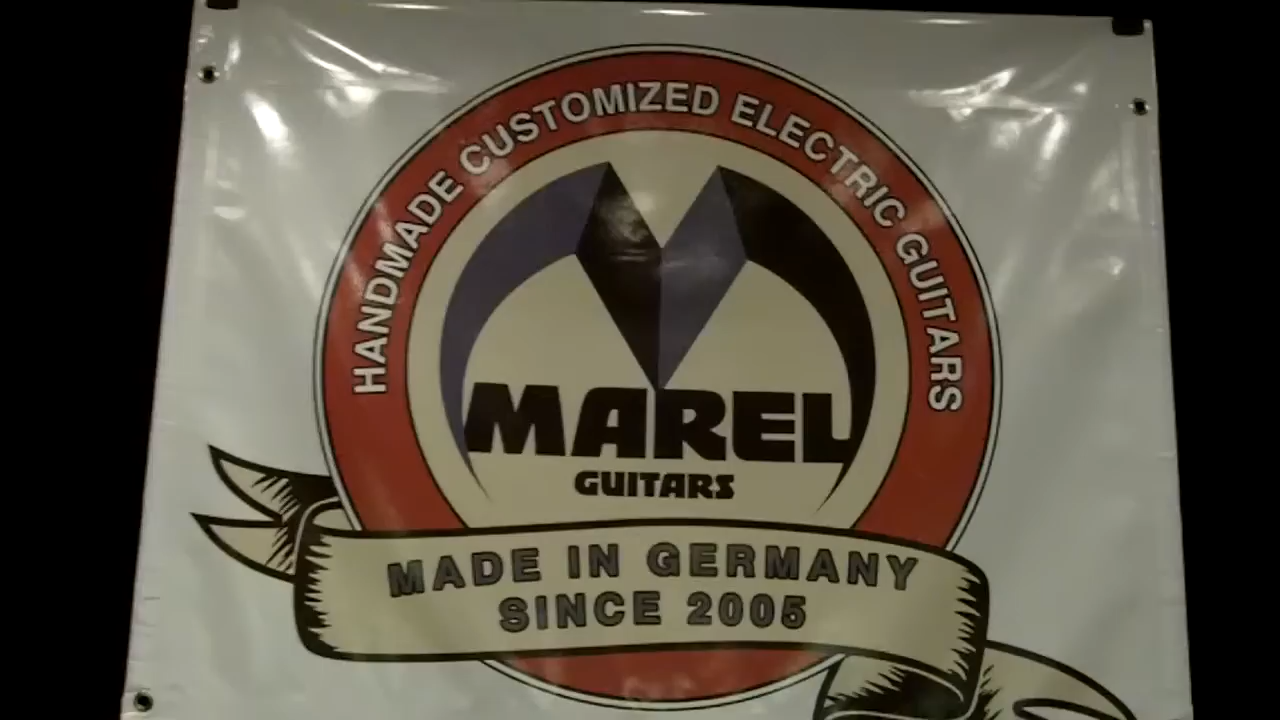 HANDMADE CUSTOMIZED ELECTRIC GUITARS
MAREL
GUITARS
MADE IN GERMANY
SINCE 2005